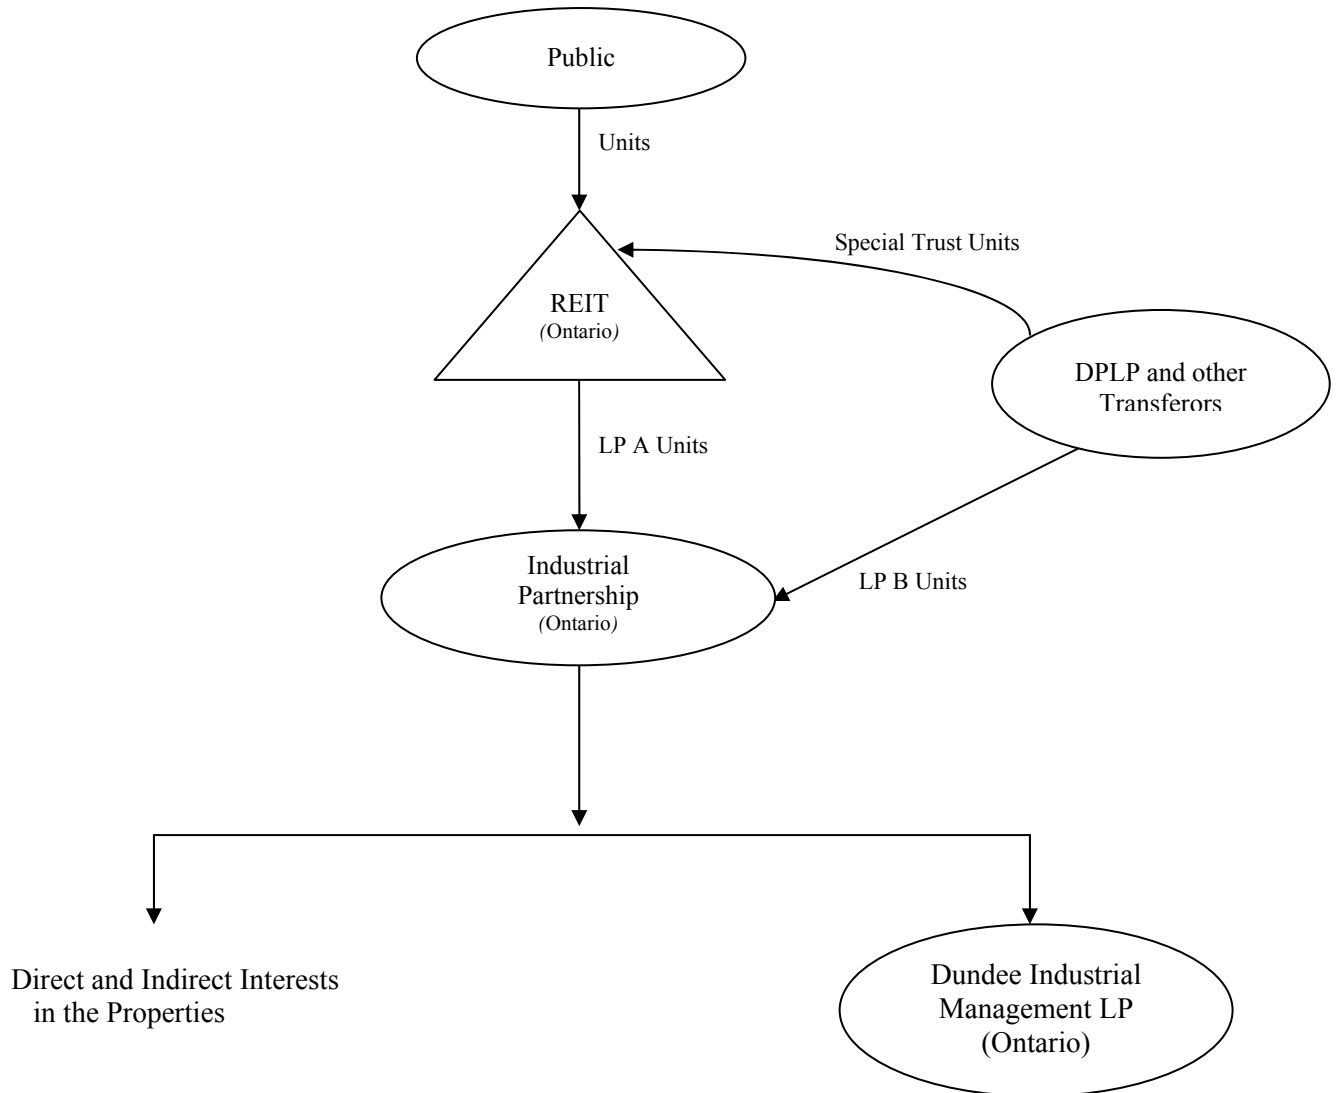 Public
Units
Special Trust Units
REIT
(Ontario)
DPLP and other
Transferors
LP A Units
Industrial
Partnership
(Ontario)
LP B Units
Direct and Indirect Interests
in the Properties
Dundee Industrial
Management LP
(Ontario)